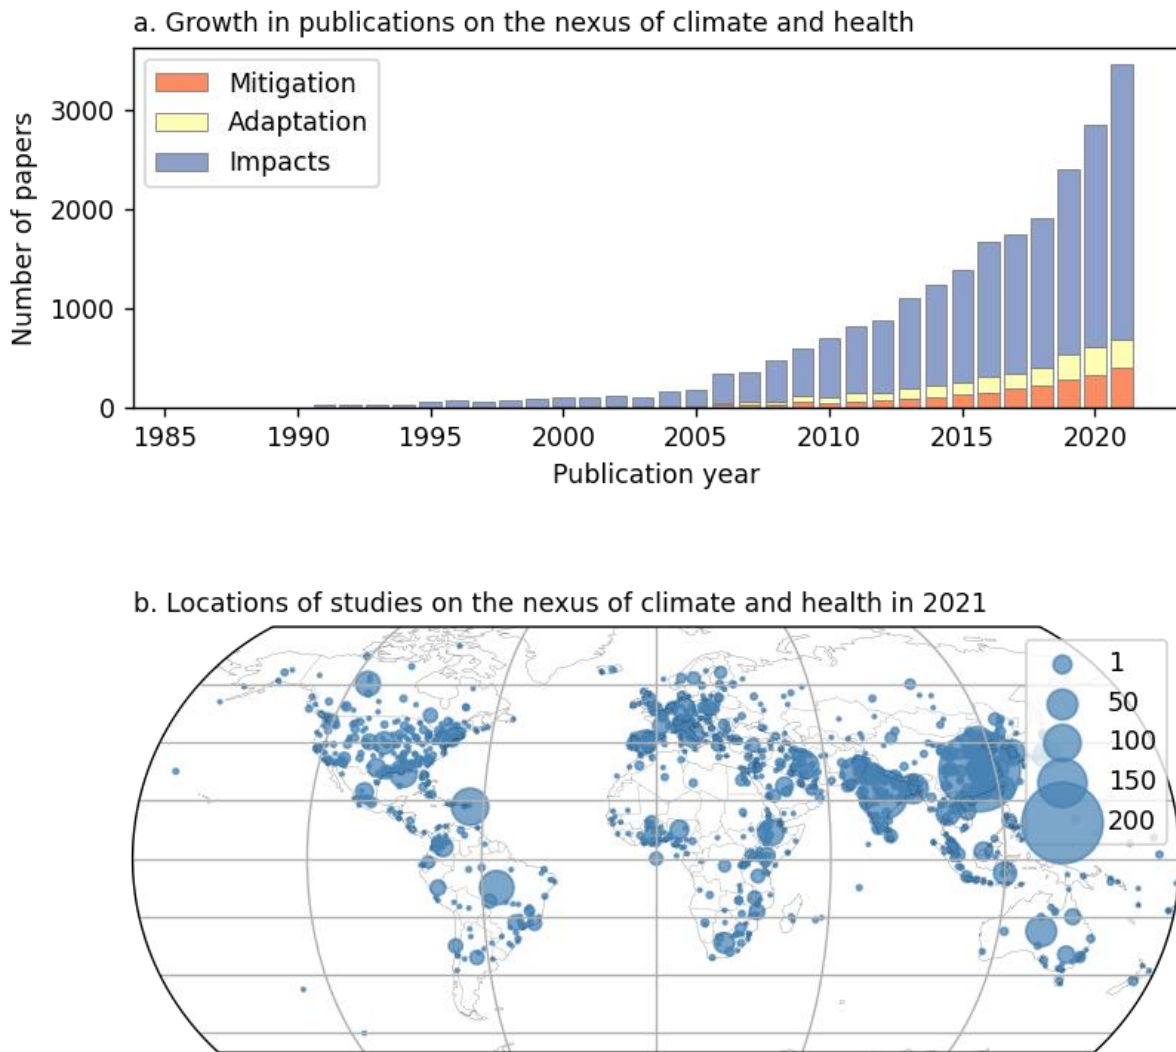 a. Growth in publications on the nexus of climate and health
Mitigation
Adaptation
Impacts
Number of papers
3000
2000
1000
0
1985 1990 1995 2000 2005 2010 2015 2020
Publication year
b. Locations of studies on the nexus of climate and health in 2021
1
50
100
150
200